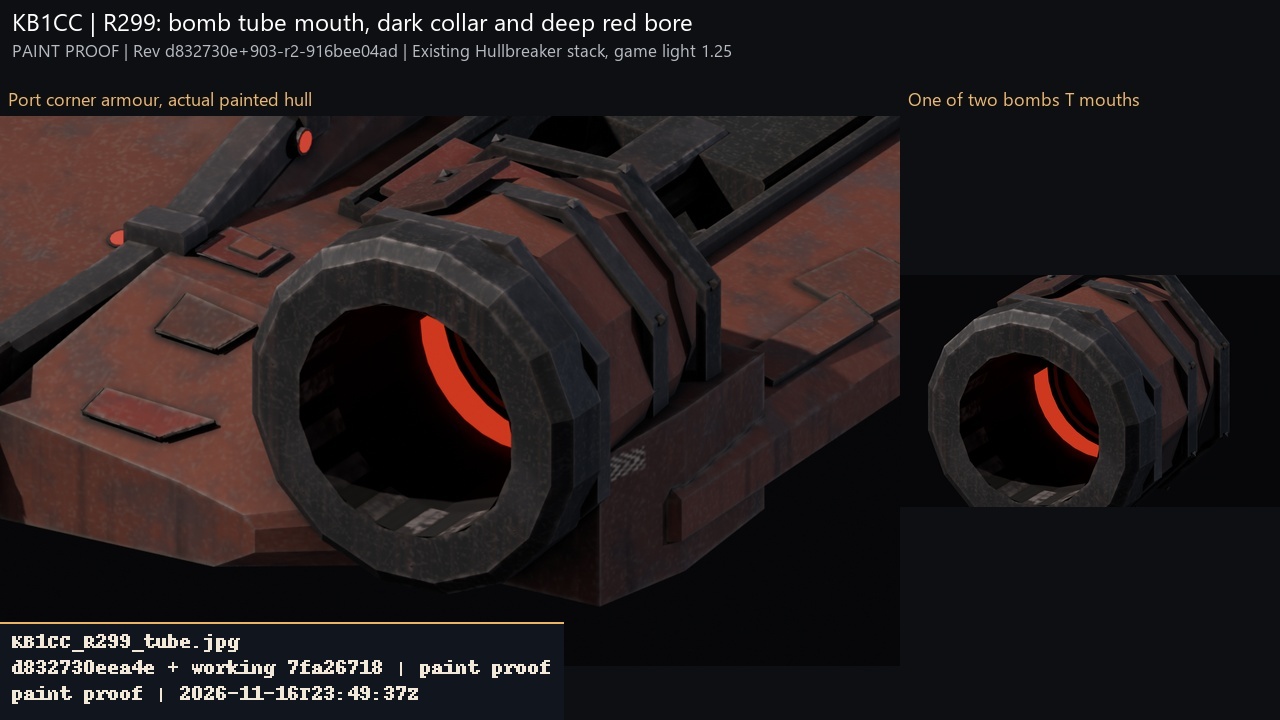 KB1CC | R299: bomb tube mouth, dark collar and deep red bore
PAINT PROOF | Rev d832730e+903-r2-916bee04ad | Existing Hullbreaker stack, game light 1.25
Port corner armour, actual painted hull
One of two bombs T mouths
KB1CC_R299_tube.jpg
d832730eea4e + working 7fa26718 | paint proof
paint proof | 2026-11-16T23:49:37Z